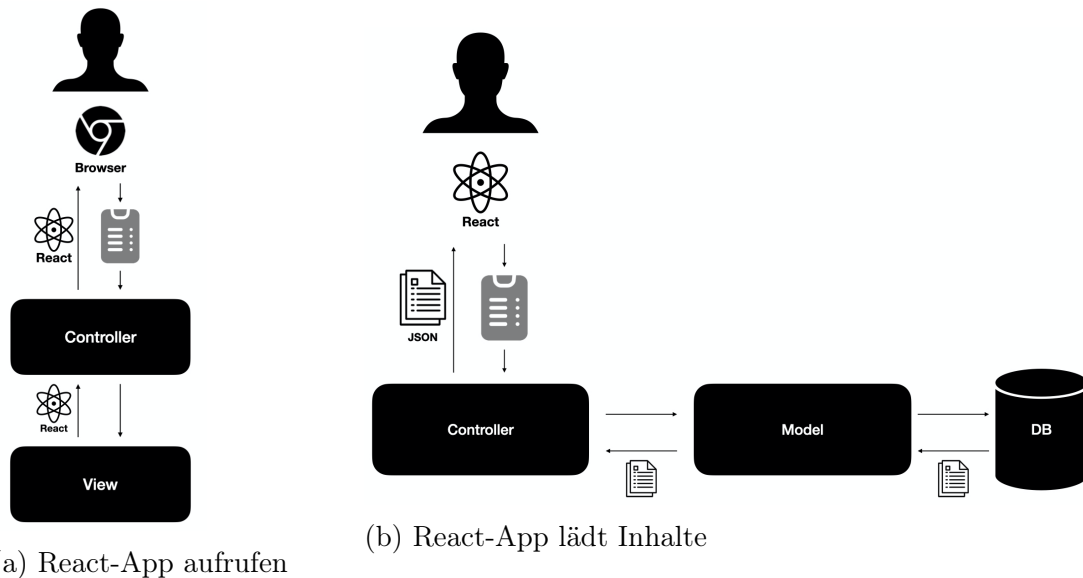 Browser
React
Controller
React
View
(a) React-App aufrufen
React
JSON
Controller
Model
DB
(b) React-App lädt Inhalte